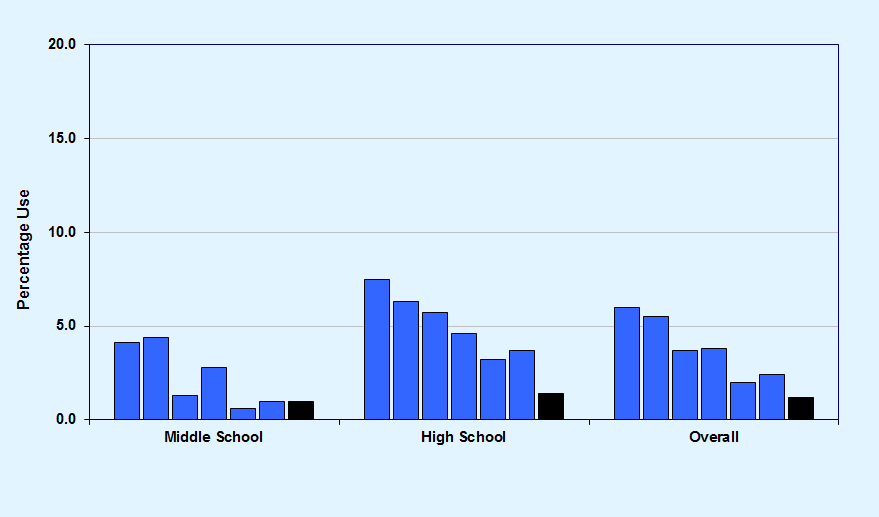 20.0
15.0
10.0
5.0
0.0
Percentage Use
Middle School
High School
Overall